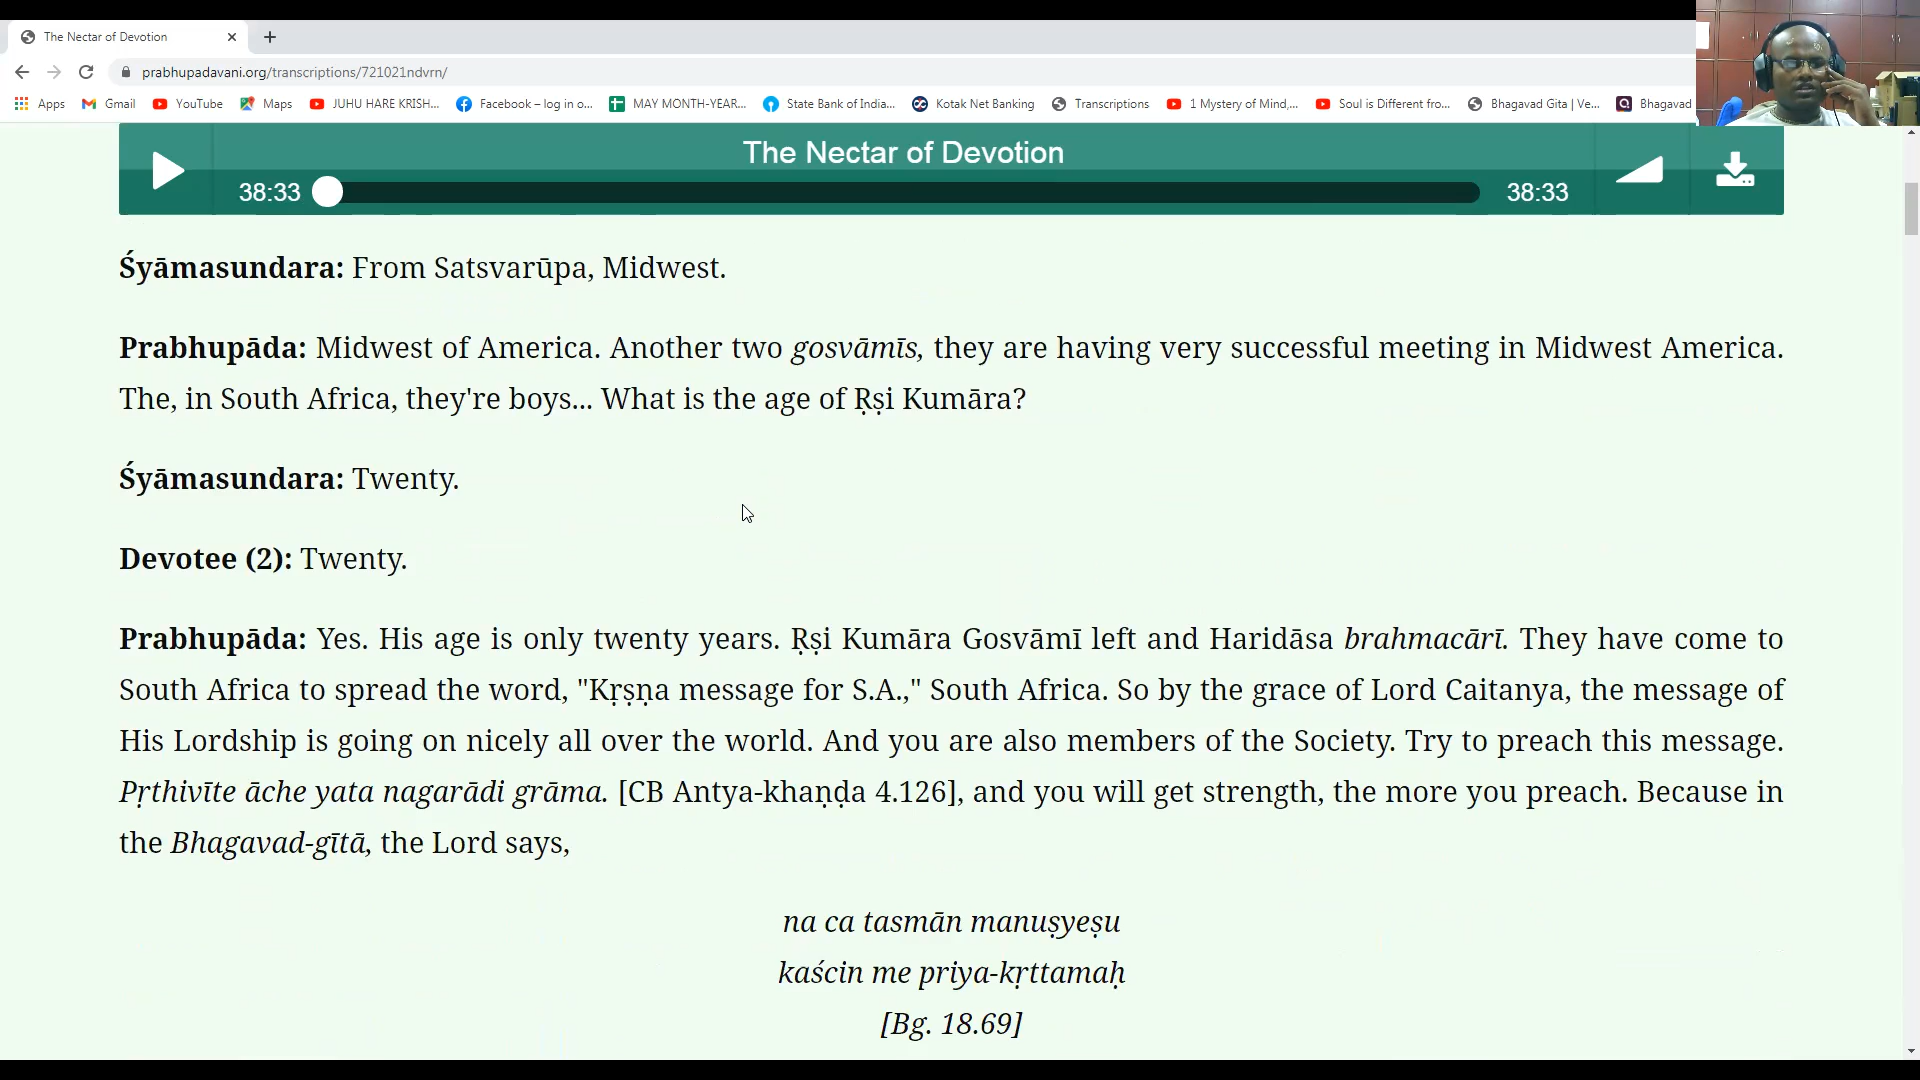 The Nectar of Devotion
prabhupadavani.org/transcriptions/721021ndvrn/
Apps Gmail YouTube Maps JUHU HARE KRISH... Facebook – log in o... MAY MONTH-YEAR... State Bank of India... Kotak Net Banking Transcriptions 1 Mystery of Mind,... Soul is Different fro... Bhagavad Gita | Ve... Bhagavad
The Nectar of Devotion
38:33 38:33
Śyāmasundara: From Satsvarūpa, Midwest.
Prabhupāda: Midwest of America. Another two gosvāmīs, they are having very successful meeting in Midwest America.
The, in South Africa, they're boys... What is the age of Ṛṣi Kumāra?
Śyāmasundara: Twenty.
Devotee (2): Twenty.
Prabhupāda: Yes. His age is only twenty years. Ṛṣi Kumāra Gosvāmī left and Haridāsa brahmacārī. They have come to
South Africa to spread the word, "Kṛṣṇa message for S.A.," South Africa. So by the grace of Lord Caitanya, the message of
His Lordship is going on nicely all over the world. And you are also members of the Society. Try to preach this message.
Pṛthivīte āche yata nagarādi grāma. [CB Antya-khaṇḍa 4.126], and you will get strength, the more you preach. Because in
the Bhagavad-gītā, the Lord says,
na ca tasmān manuṣyeṣu
kaścin me priya-kṛttamaḥ
[Bg. 18.69]